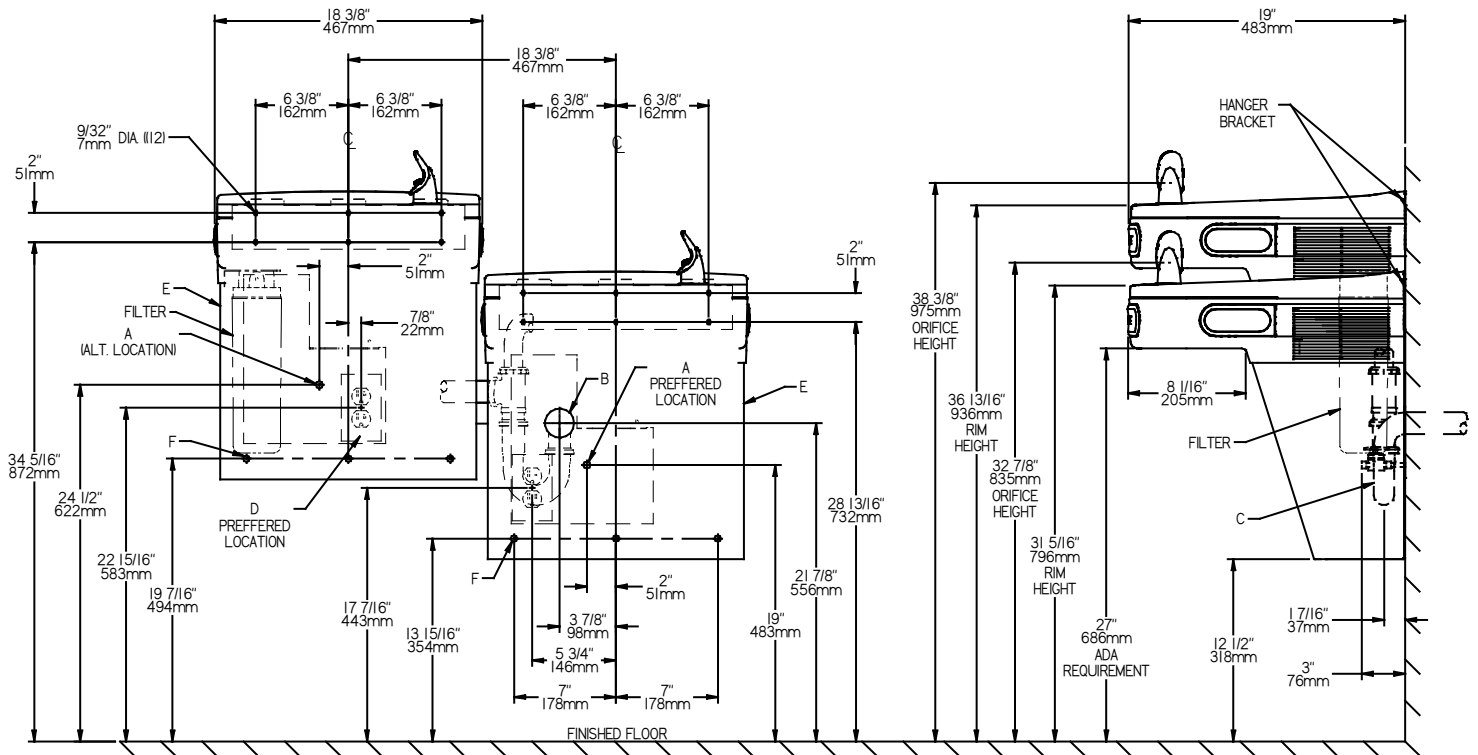 18 3/8"
467mm
18 3/8"
467mm
6 3/8"
162mm
6 3/8"
162mm
6 3/8"
162mm
6 3/8"
162mm
9/32" DIA. (112)
7mm
℄
℄
2"
51mm
2"
51mm
2"
51mm
E
FILTER
A
(ALT. LOCATION)
7/8"
22mm
B
A
PREFFERED
LOCATION
E
F
34 5/16"
872mm
24 1/2"
622mm
22 15/16"
583mm
19 7/16"
494mm
D
PREFFERED
LOCATION
17 7/16"
443mm
F
13 15/16"
354mm
2"
51mm
3 7/8"
98mm
5 3/4"
146mm
7"
178mm
7"
178mm
28 13/16"
732mm
21 7/8"
556mm
19"
483mm
FINISHED FLOOR
19"
483mm
HANGER
BRACKET
38 3/8"
975mm
ORIFICE
HEIGHT
36 13/16"
936mm
RIM
HEIGHT
32 7/8"
835mm
ORIFICE
HEIGHT
31 5/16"
796mm
RIM
HEIGHT
27"
686mm
ADA
REQUIREMENT
8 1/16"
205mm
FILTER
C
12 1/2"
318mm
1 7/16"
37mm
3"
76mm